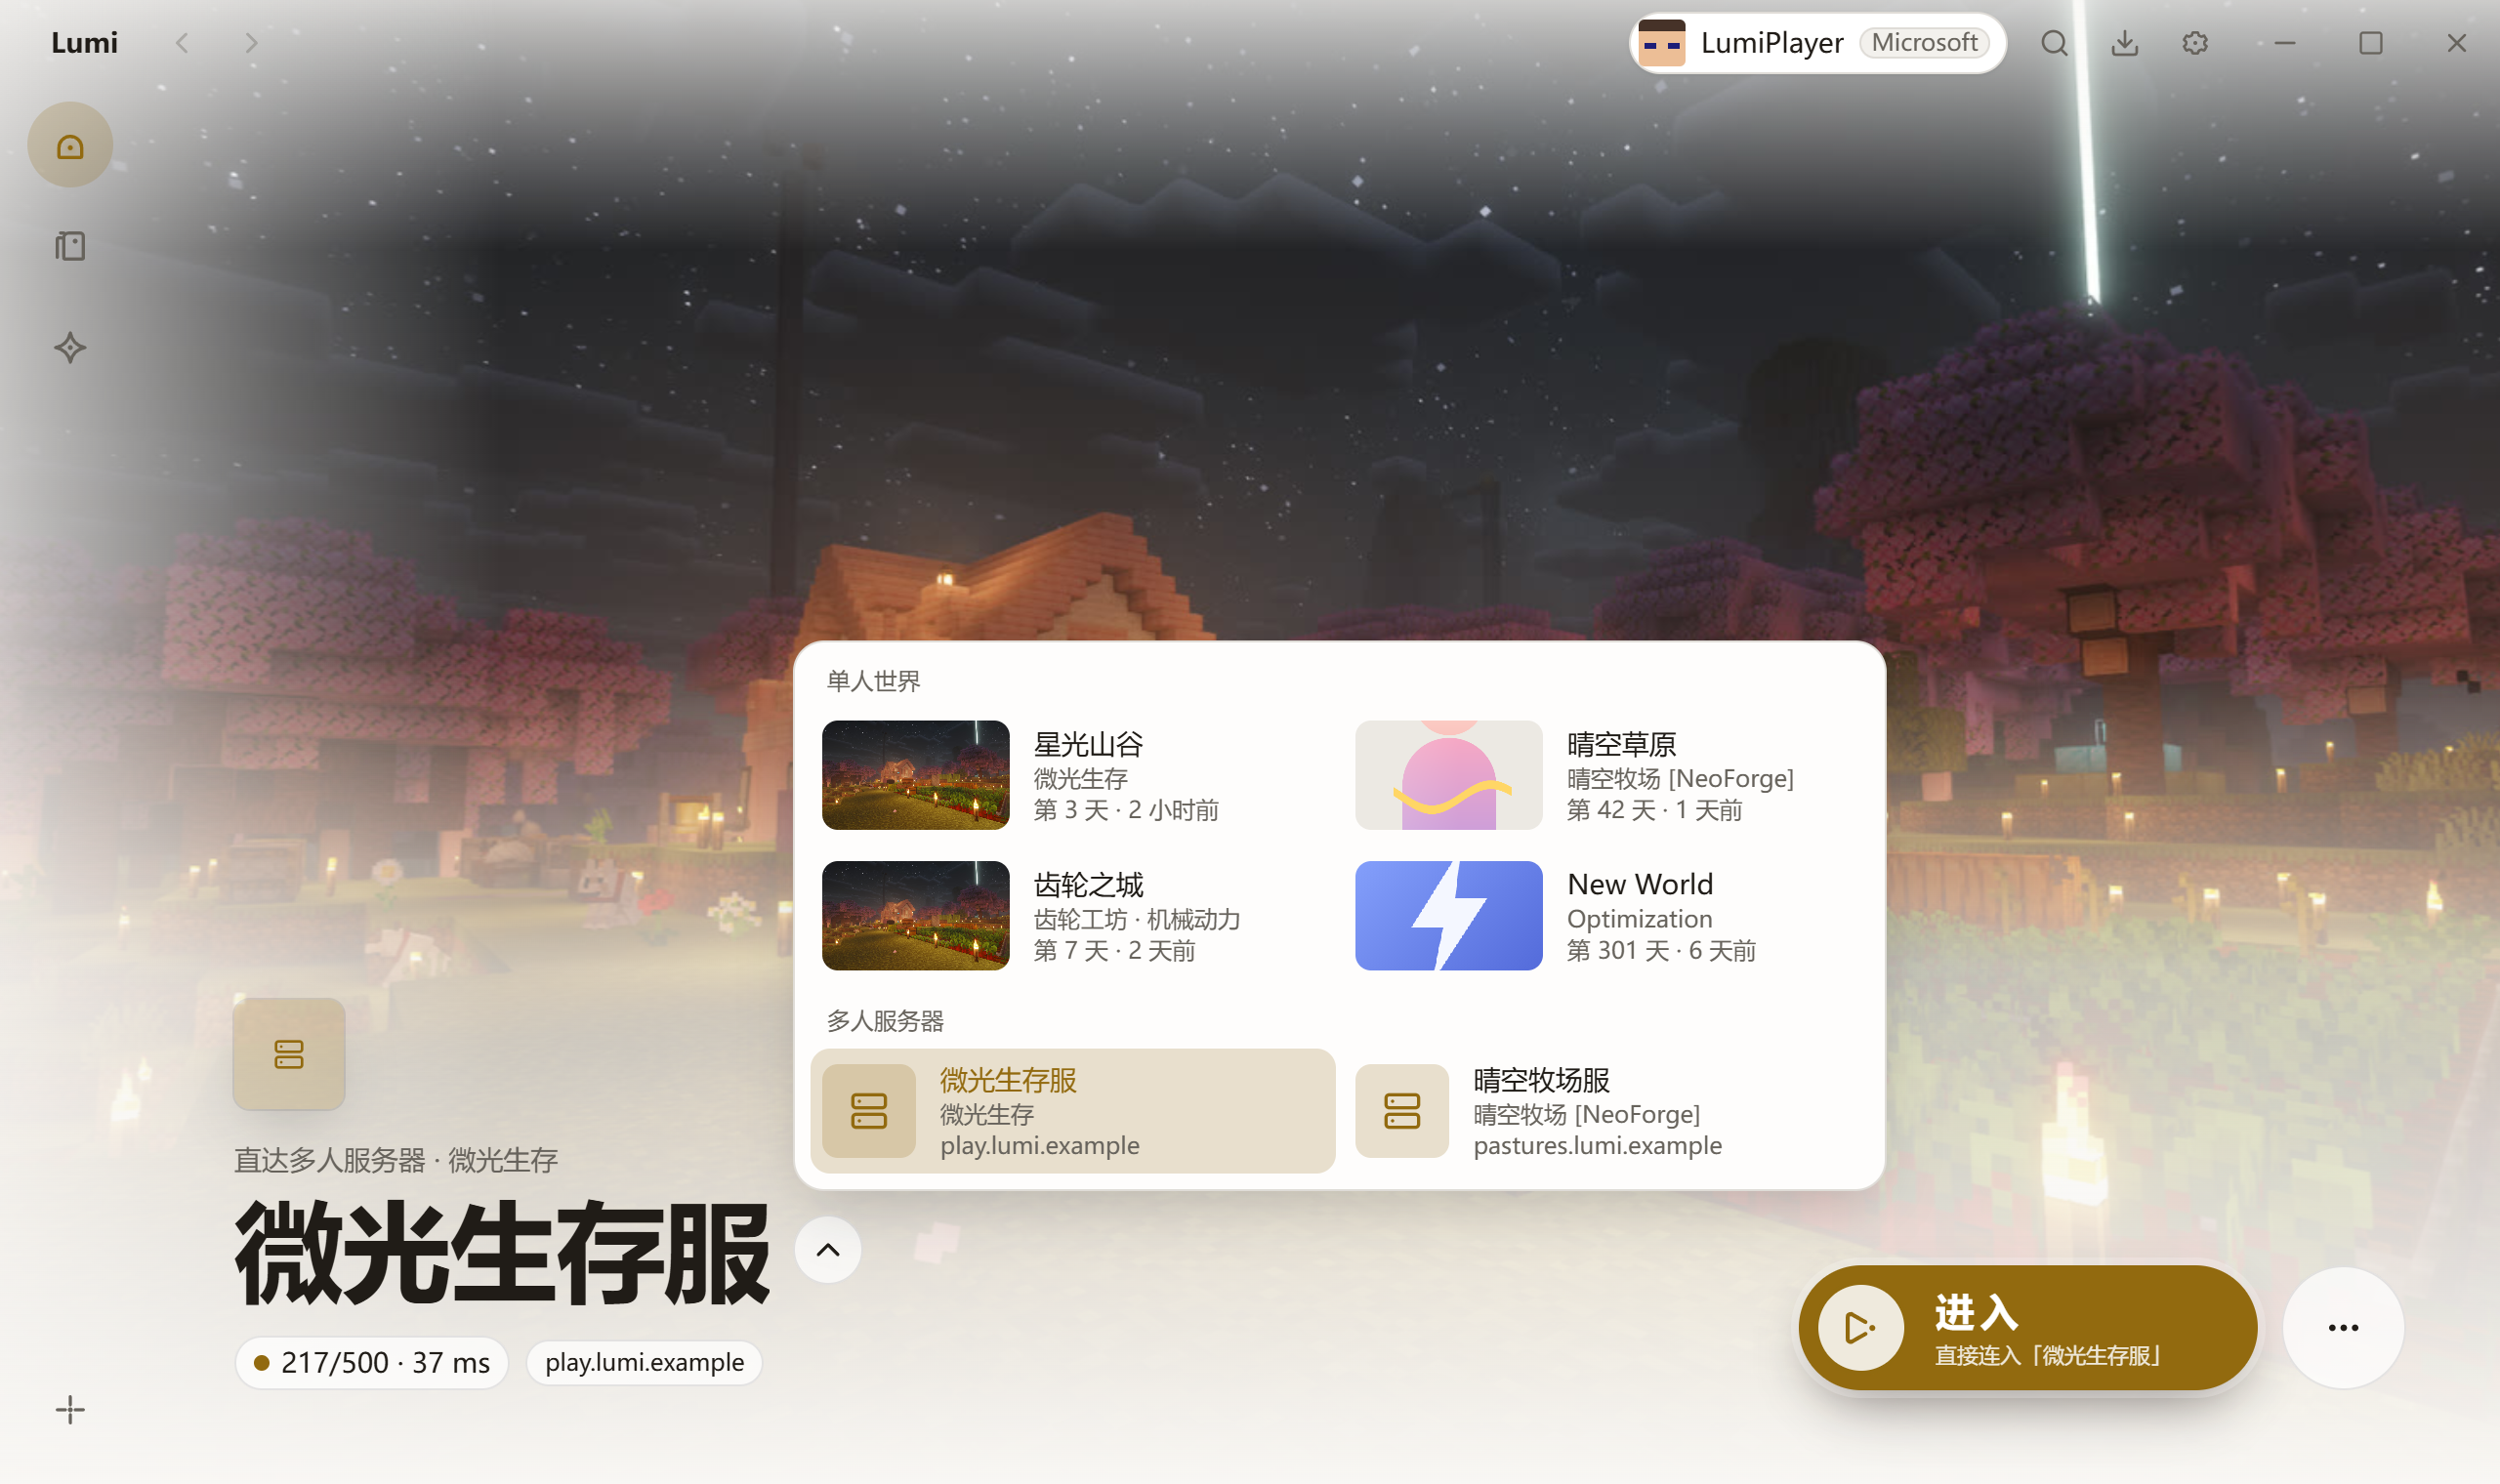 Lumi
LumiPlayer Microsoft
单人世界
星光山谷
微光生存
第 3 天 · 2 小时前
晴空草原
晴空牧场 [NeoForge]
第 42 天 · 1 天前
齿轮之城
齿轮工坊 · 机械动力
第 7 天 · 2 天前
New World
Optimization
第 301 天 · 6 天前
多人服务器
微光生存服
微光生存
play.lumi.example
晴空牧场服
晴空牧场 [NeoForge]
pastures.lumi.example
直达多人服务器 · 微光生存
微光生存服
217/500 · 37 ms
play.lumi.example
进入
直接连入「微光生存服」